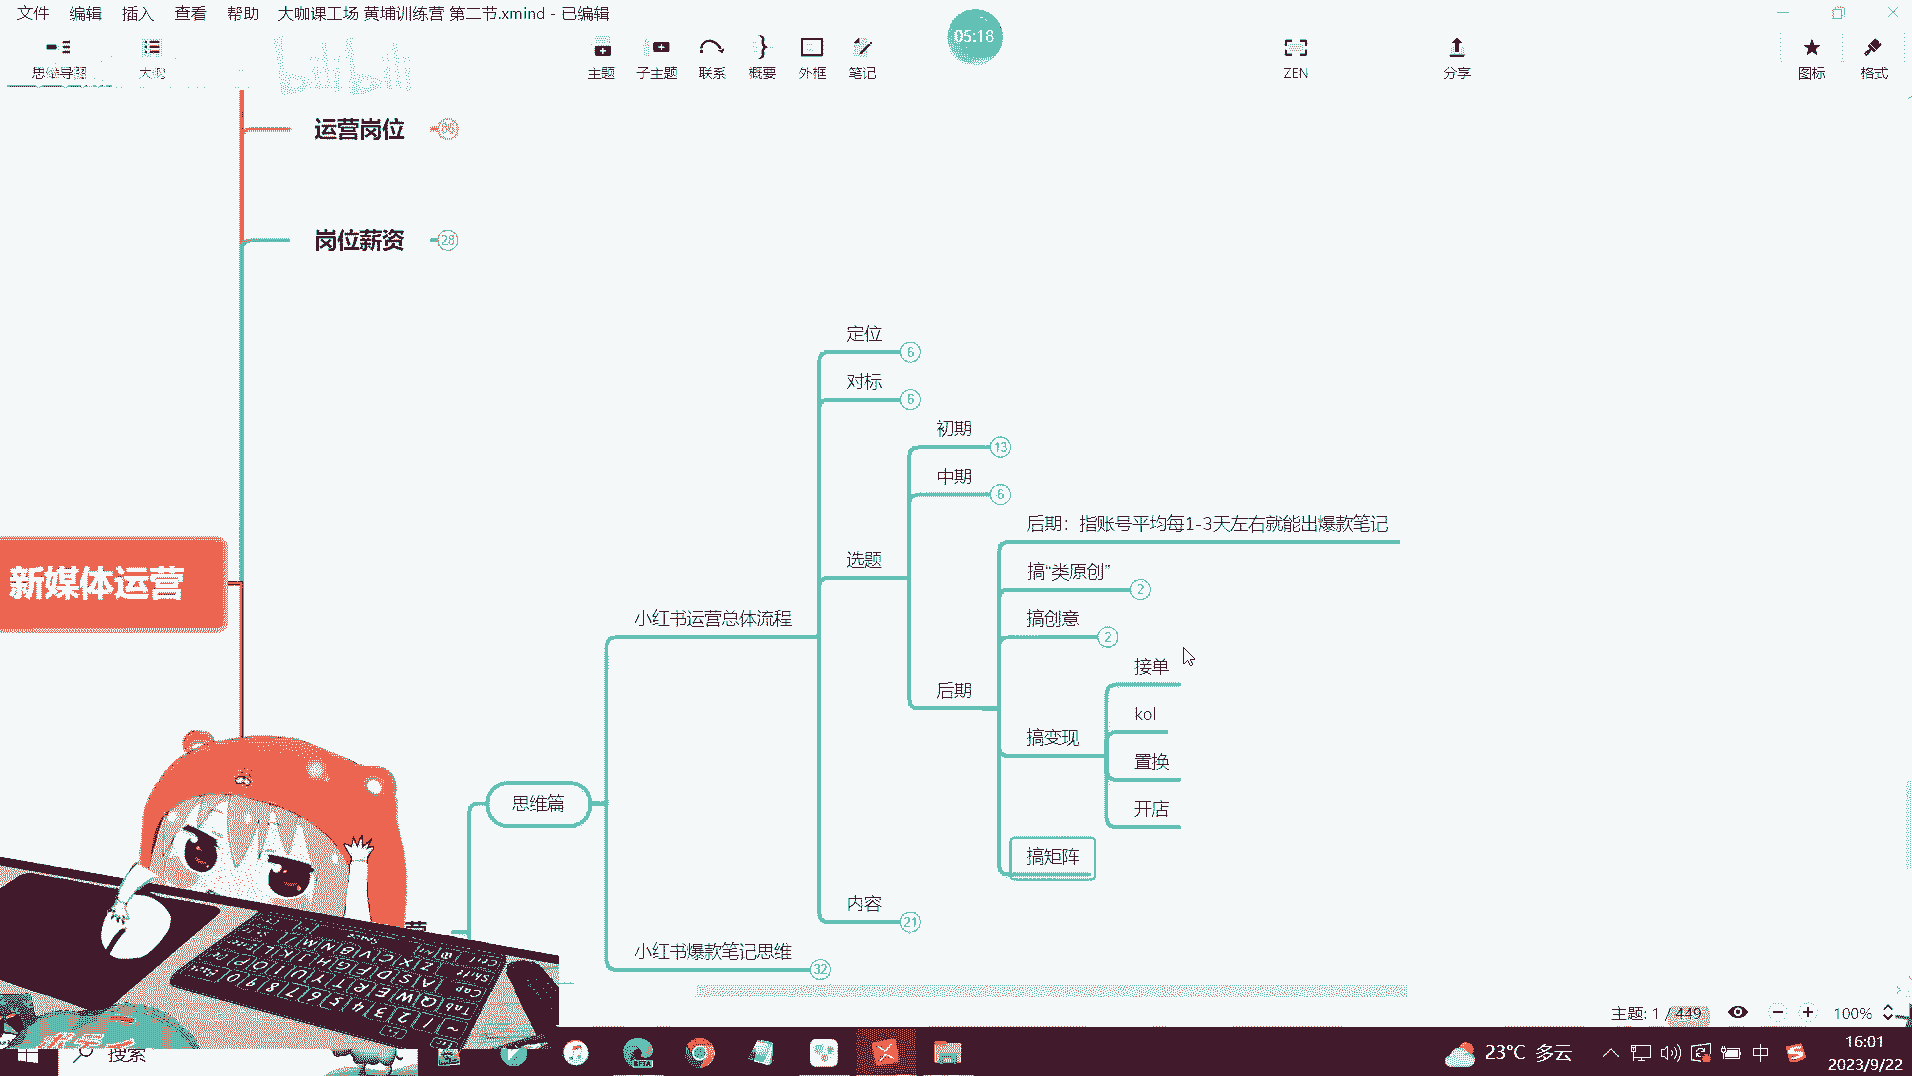 文件 编辑 插入 查看 帮助 大咖课工场 黄埔训练营 第二节.xmind - 已编辑
思维导图 大纲 bilibili 主题 子主题 联系 概要 外框 笔记 05:18 ZEN 分享 图标 格式
运营岗位 86
岗位薪资 28
定位 6
对标 6
初期 13
中期 6
后期：指账号平均每1-3天左右就能出爆款笔记
选题
搞“类原创” 2
新媒体运营
小红书运营总体流程
搞创意 2
接单
后期
kol
搞变现
置换
思维篇
开店
搞矩阵
内容 21
小红书爆款笔记思维 32
主题: 1 / 449 100%
搜索
BETA
23°C 多云 中
16:01
2023/9/22